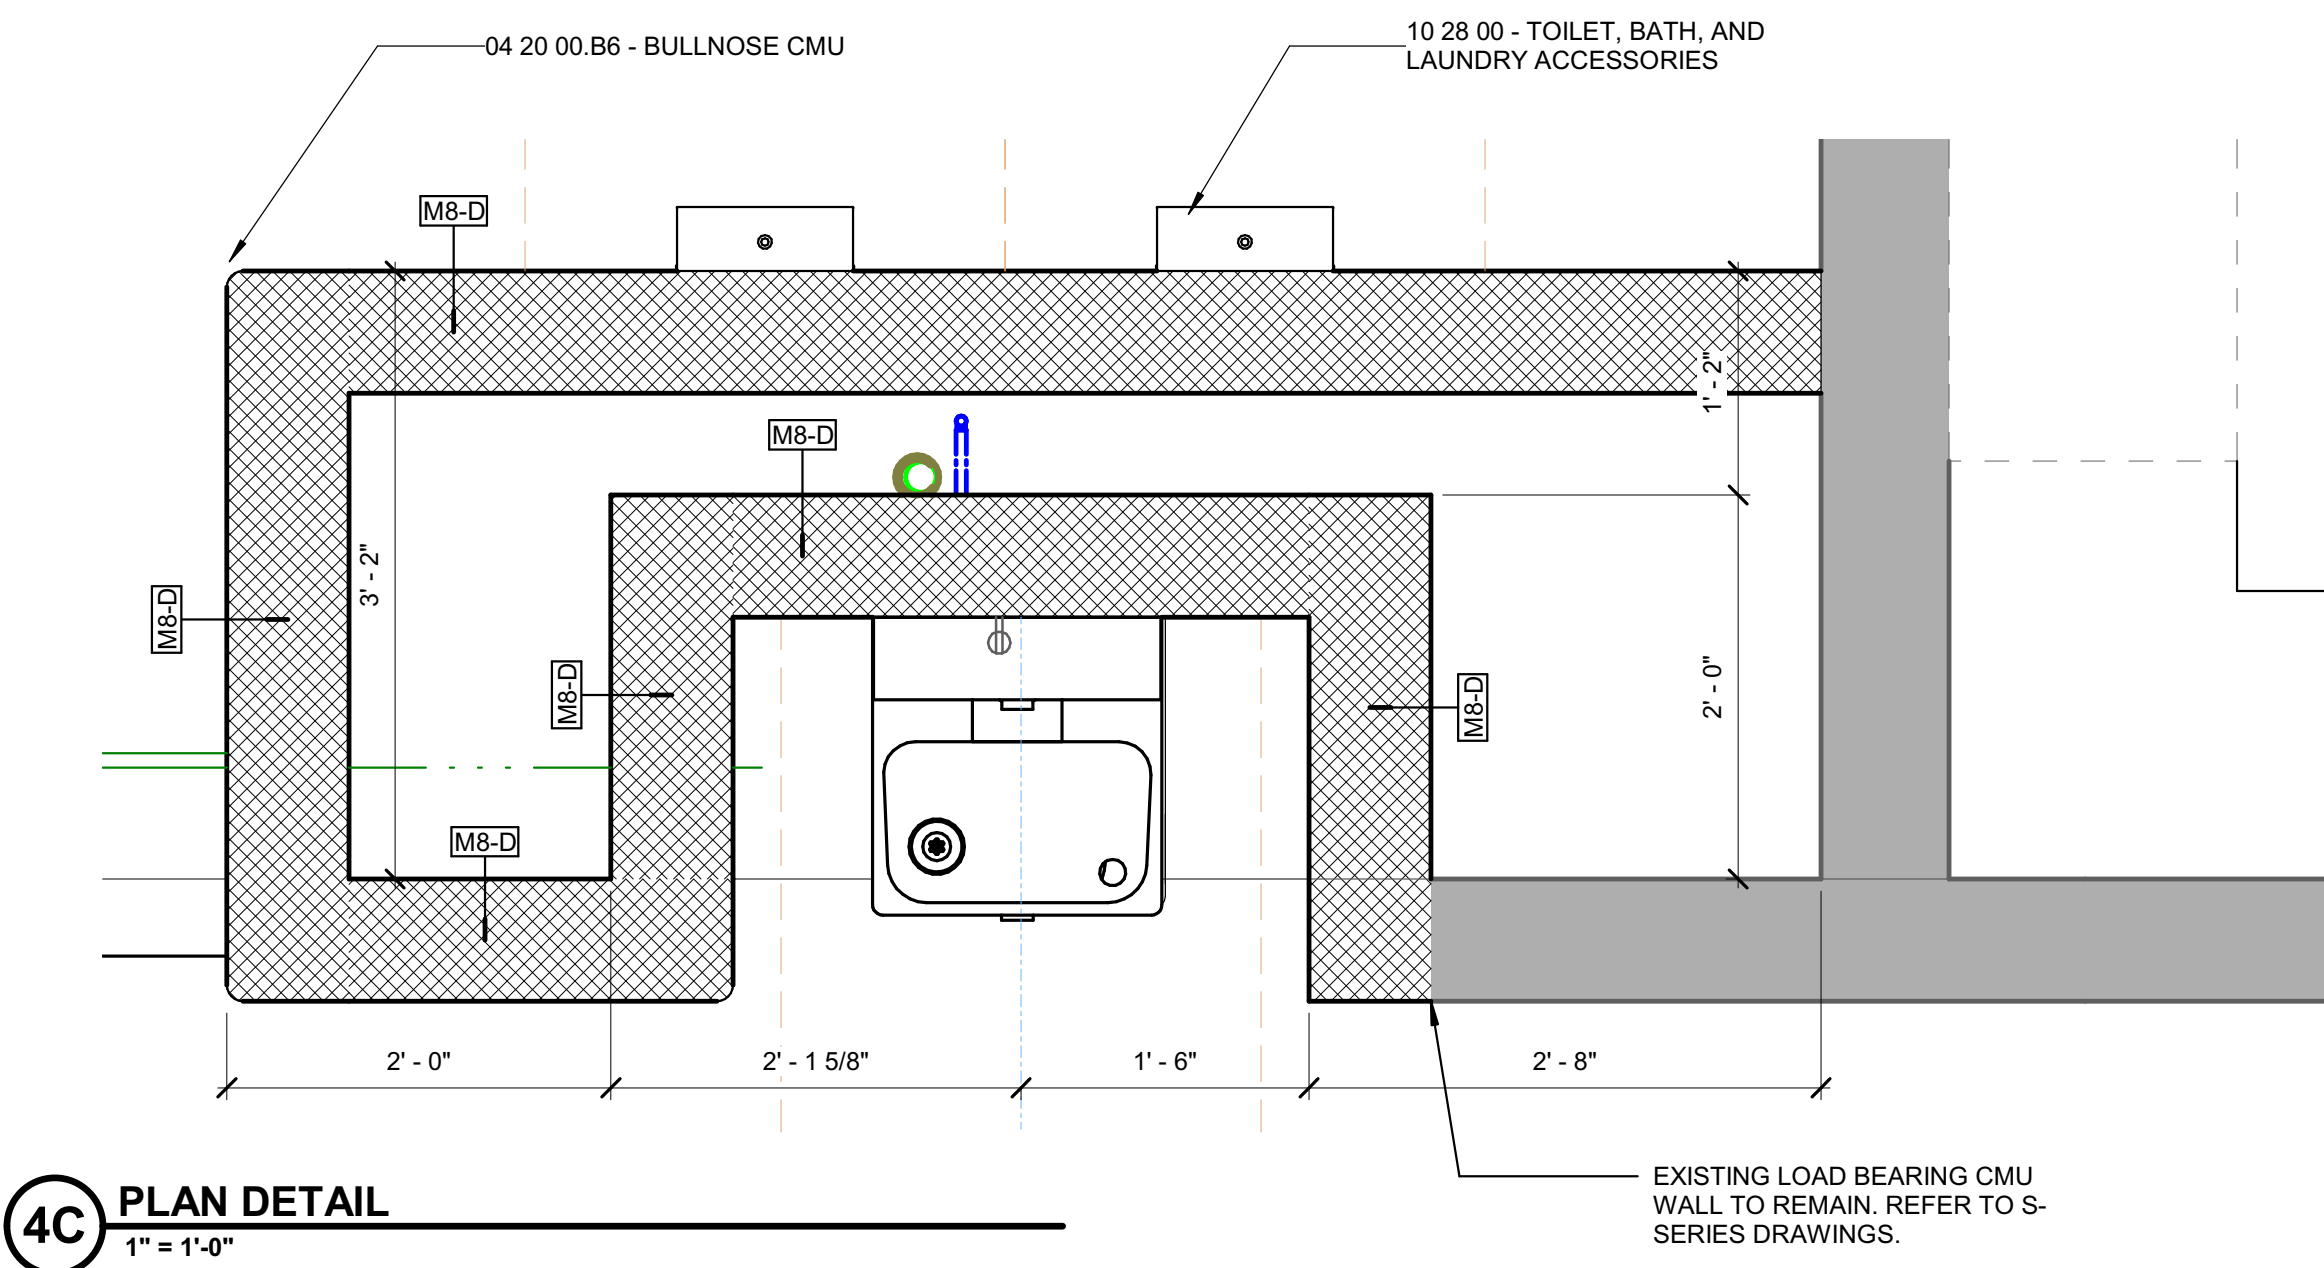 04 20 00.B6 - BULLNOSE CMU
10 28 00 - TOILET, BATH, AND
LAUNDRY ACCESSORIES
M8-D
M8-D
1' - 2"
3' - 2"
M8-D
M8-D
M8-D
2' - 0"
M8-D
2' - 0"
2' - 1 5/8"
1' - 6"
2' - 8"
EXISTING LOAD BEARING CMU
WALL TO REMAIN. REFER TO S-
SERIES DRAWINGS.
4C
PLAN DETAIL
1" = 1'-0"